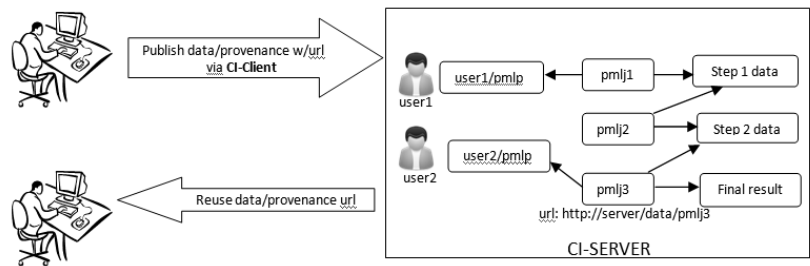 Publish data/provenance w/url
via CI-Client
user1
user1/pmlp
pmlj1
Step 1 data
pmlj2
Step 2 data
user2
user2/pmlp
pmlj3
Final result
url: http://server/data/pmlj3
Reuse data/provenance url
CI-SERVER